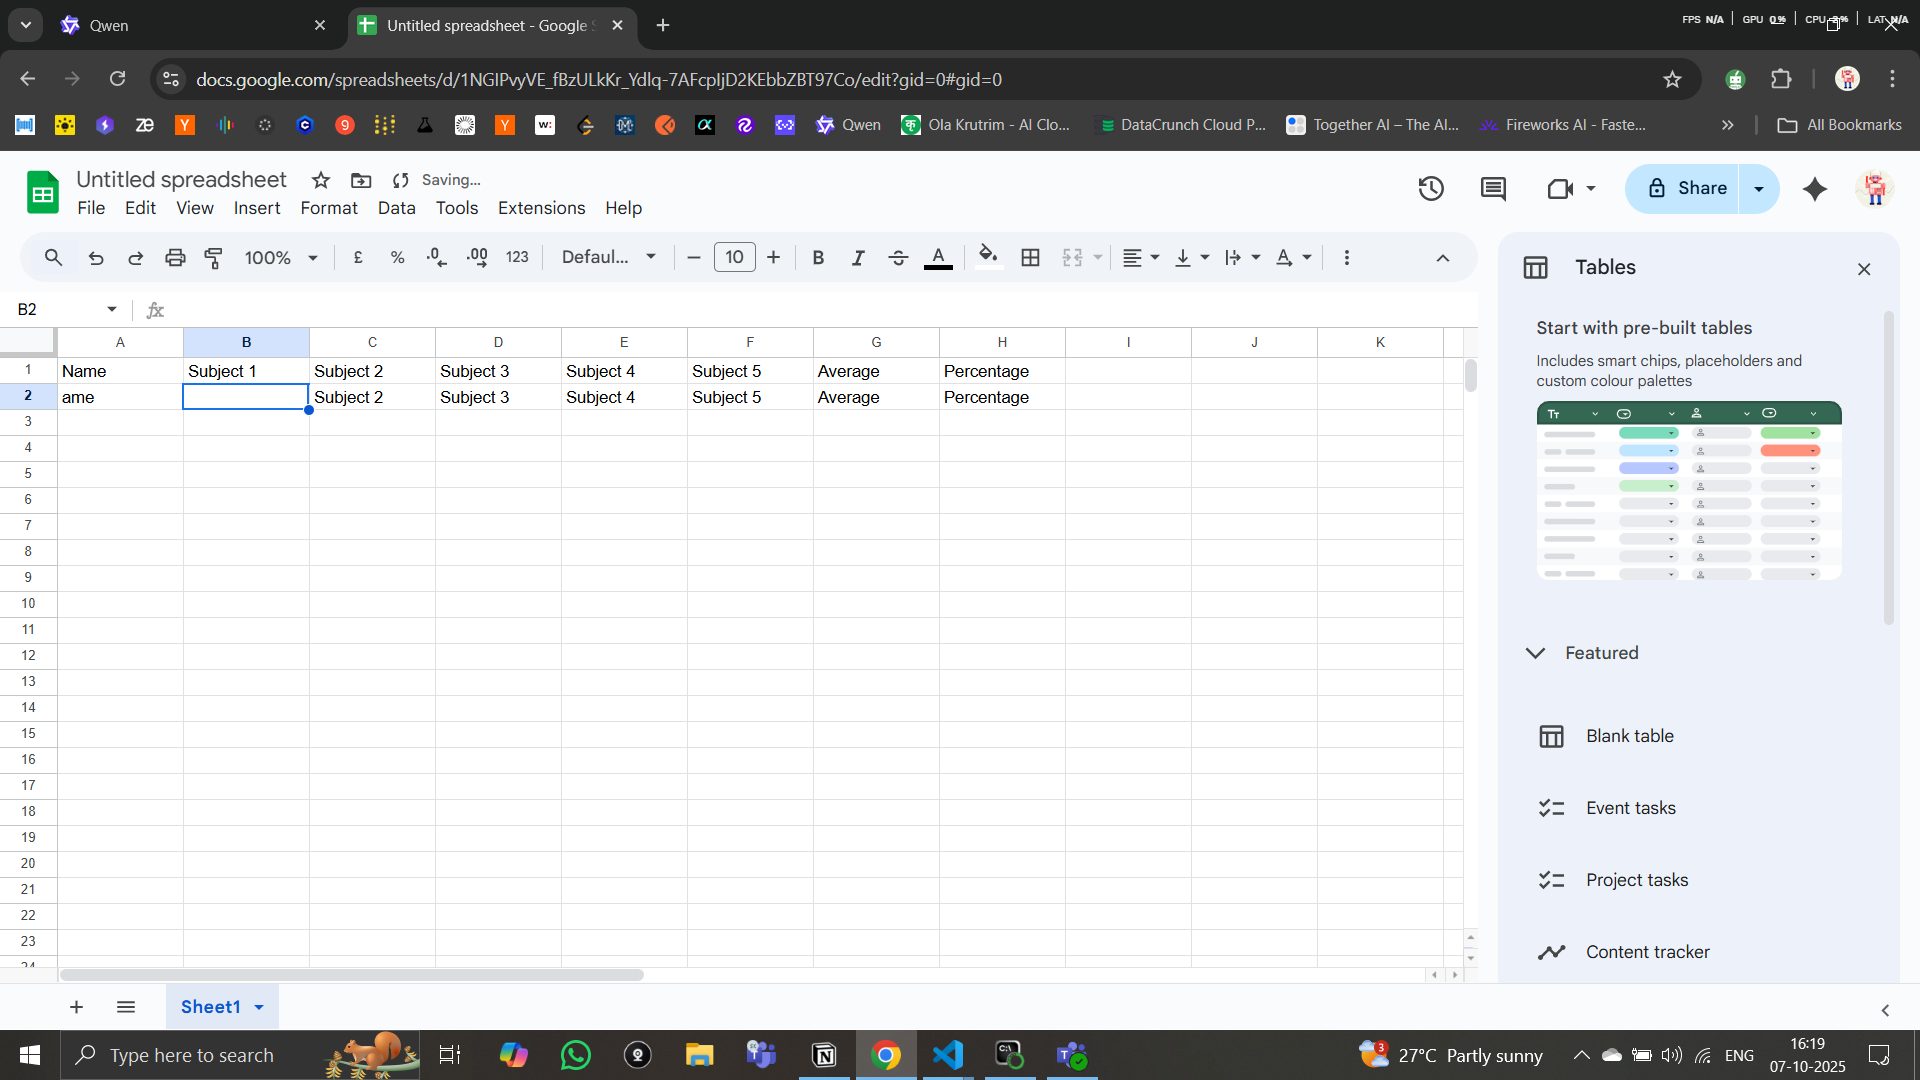 Qwen
Untitled spreadsheet - Google S
FPS N/A GPU 0% CPU 2% LAT N/A
docs.google.com/spreadsheets/d/1NGIPvyVE_fBzULkKr_Ydlq-7AFcpIjD2KEbbZBT97Co/edit?gid=0#gid=0
Qwen
Ola Krutrim - AI Clo...
DataCrunch Cloud P...
Together AI – The AI...
Fireworks AI - Faste...
All Bookmarks
Untitled spreadsheet
Saving...
File Edit View Insert Format Data Tools Extensions Help
Share
100% £ % .0 .00 123 Defaul... 10 B I A
B2
fx
A B C D E F G H I J K
1 Name Subject 1 Subject 2 Subject 3 Subject 4 Subject 5 Average Percentage
2 ame Subject 2 Subject 3 Subject 4 Subject 5 Average Percentage
3
4
5
6
7
8
9
10
11
12
13
14
15
16
17
18
19
20
21
22
23
24
Tables
Start with pre-built tables
Includes smart chips, placeholders and
custom colour palettes
Tт
Featured
Blank table
Event tasks
Project tasks
Content tracker
Sheet1
Type here to search
3
27°C Partly sunny
ENG
16:19
07-10-2025